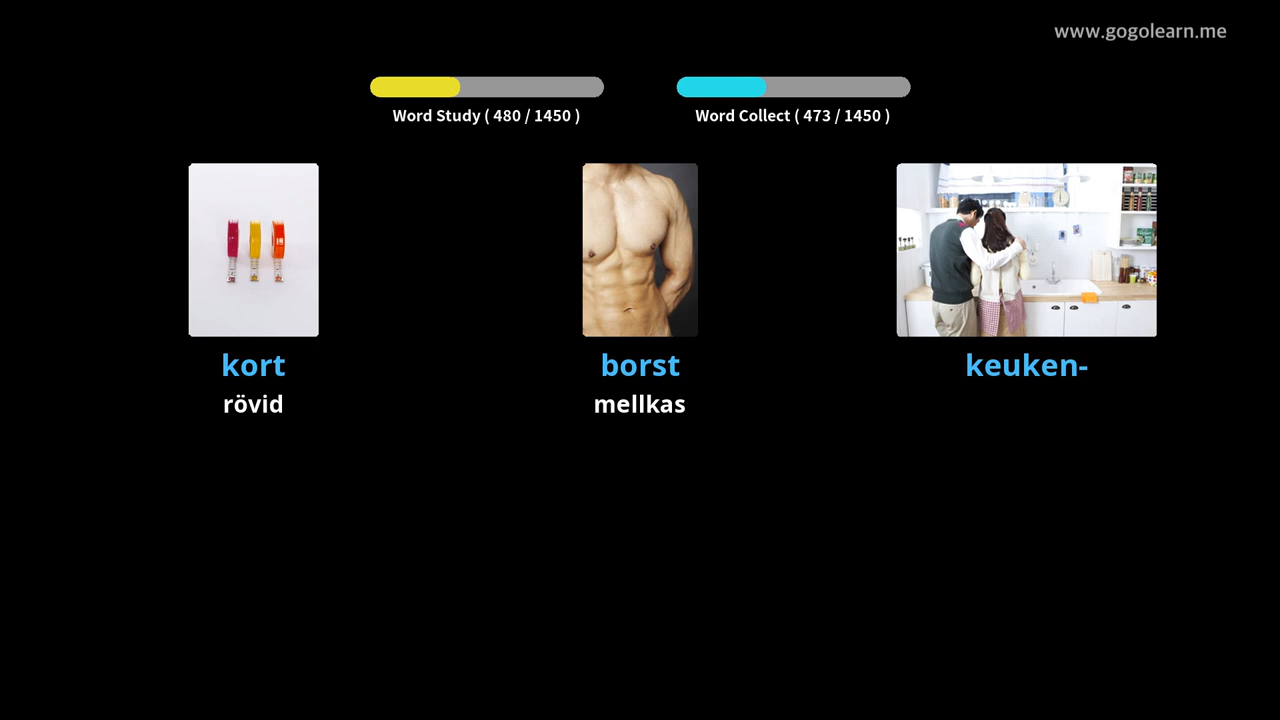 www.gogolearn.me
Word Study ( 480 / 1450 )
Word Collect ( 473 / 1450 )
kort
rövid
borst
mellkas
keuken-